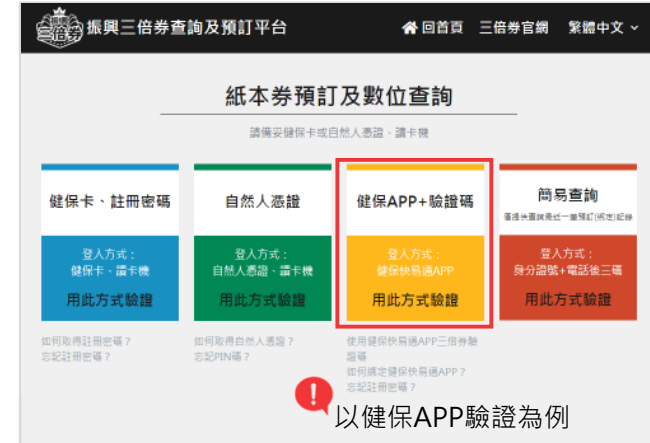 三倍券
振興三倍券查詢及預訂平台
回首頁 三倍券官網 繁體中文
紙本券預訂及數位查詢
請備妥健保卡或自然人憑證、讀卡機
健保卡、註冊密碼
登入方式：
健保卡、讀卡機
用此方式驗證
如何取得註冊密碼？
忘記註冊密碼？
自然人憑證
登入方式：
自然人憑證、讀卡機
用此方式驗證
如何取得自然人憑證？
忘記PIN碼？
健保APP+驗證碼
登入方式：
健保快易通APP
用此方式驗證
使用健保快易通APP三倍券驗
證碼
如何綁定健保快易通APP？
忘記註冊密碼？
簡易查詢
僅提供查詢最近一筆預訂(綁定)記錄
登入方式：
身分證號+電話後三碼
用此方式驗證
!
以健保APP驗證為例